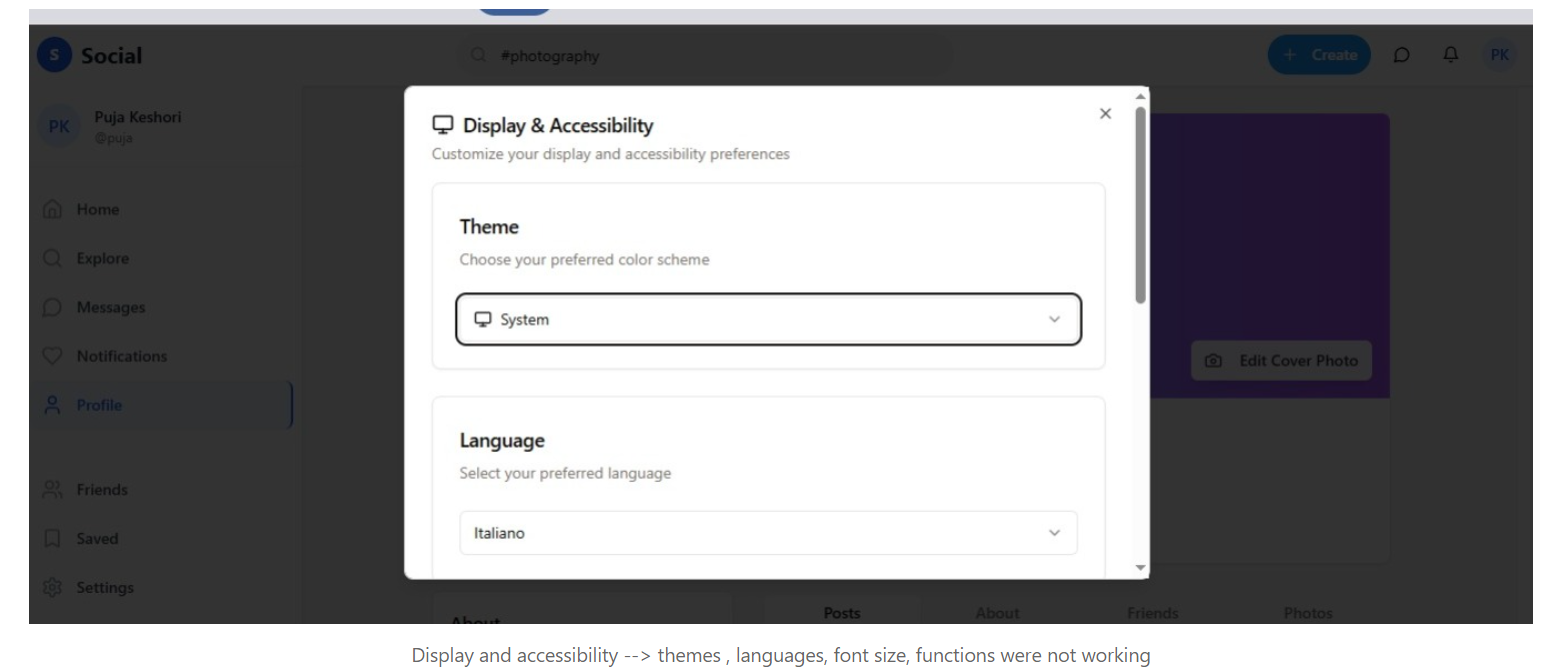 S Social
#photography
+ Create
PK
PK
Puja Keshori
@puja
Home
Explore
Messages
Notifications
Profile
Friends
Saved
Settings
Display & Accessibility
Customize your display and accessibility preferences
Theme
Choose your preferred color scheme
System
Language
Select your preferred language
Italiano
Edit Cover Photo
About
Posts About Friends Photos
Display and accessibility --> themes , languages, font size, functions were not working